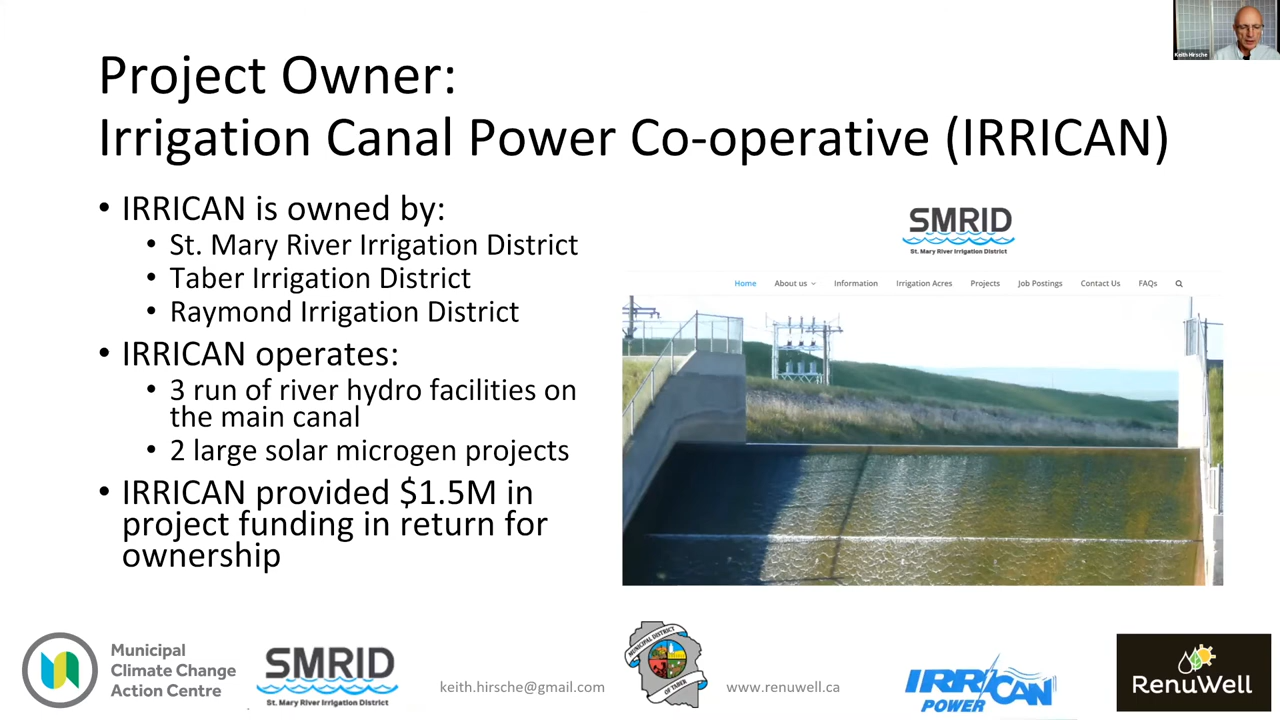 Keith Hirsche
Project Owner:
Irrigation Canal Power Co-operative (IRRICAN)
• IRRICAN is owned by:
• St. Mary River Irrigation District
• Taber Irrigation District
• Raymond Irrigation District
• IRRICAN operates:
• 3 run of river hydro facilities on
the main canal
• 2 large solar microgen projects
• IRRICAN provided $1.5M in
project funding in return for
ownership
SMRID
St. Mary River Irrigation District
Home About us Information Irrigation Acres Projects Job Postings Contact Us FAQs
Municipal
Climate Change
Action Centre
SMRID
St. Mary River Irrigation District
keith.hirsche@gmail.com
MUNICIPAL DISTRICT
OF TABER
www.renuwell.ca
IRRICAN
POWER
RenuWell